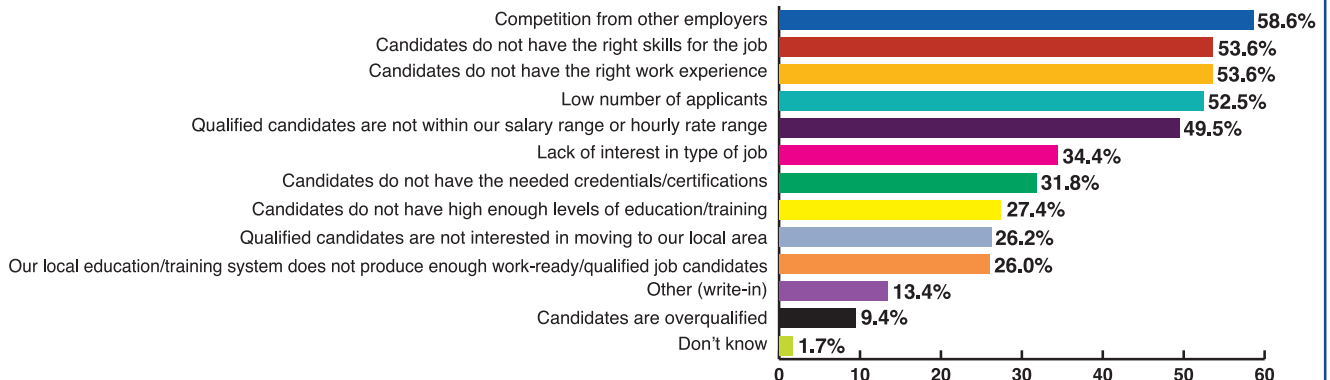 Competition from other employers 58.6%
Candidates do not have the right skills for the job 53.6%
Candidates do not have the right work experience 53.6%
Low number of applicants 52.5%
Qualified candidates are not within our salary range or hourly rate range 49.5%
Lack of interest in type of job 34.4%
Candidates do not have the needed credentials/certifications 31.8%
Candidates do not have high enough levels of education/training 27.4%
Qualified candidates are not interested in moving to our local area 26.2%
Our local education/training system does not produce enough work-ready/qualified job candidates 26.0%
Other (write-in) 13.4%
Candidates are overqualified 9.4%
Don't know 1.7%
0 10 20 30 40 50 60